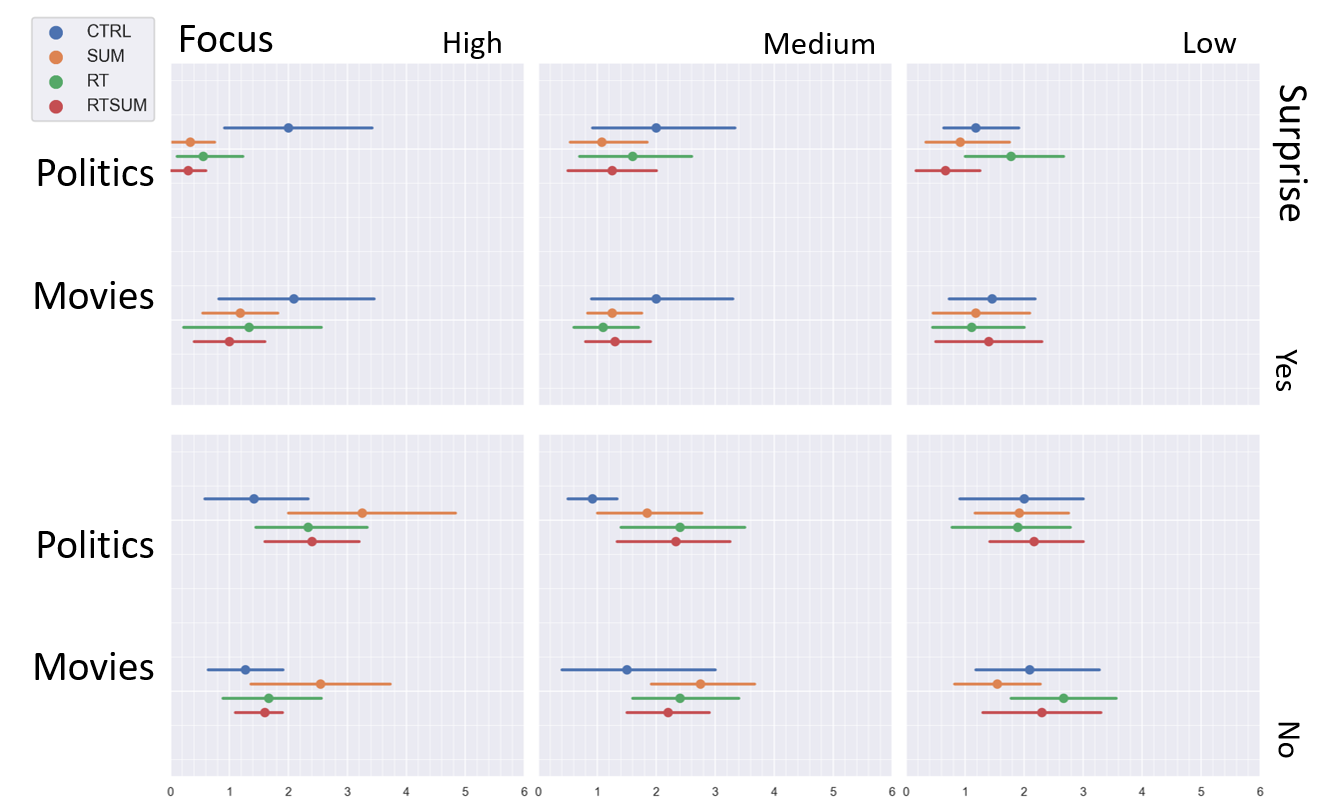 CTRL
SUM
RT
RTSUM
Focus High Medium Low
Surprise
Politics
Movies
Yes
Politics
Movies
No
0 1 2 3 4 5 6 0 1 2 3 4 5 6 0 1 2 3 4 5 6